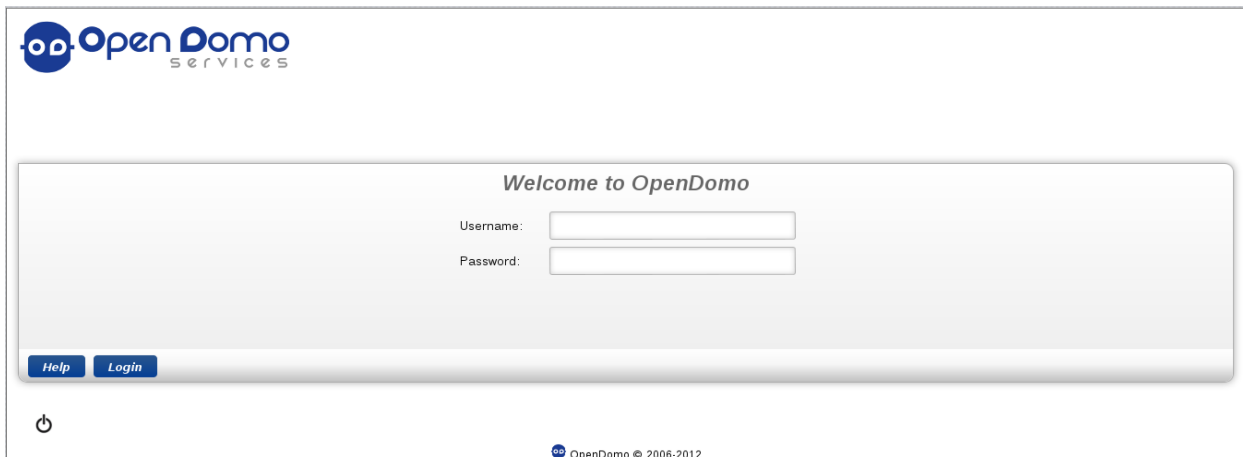 Open Domo
services
Welcome to OpenDomo
Username:
Password:
Help Login
OpenDomo © 2006-2012